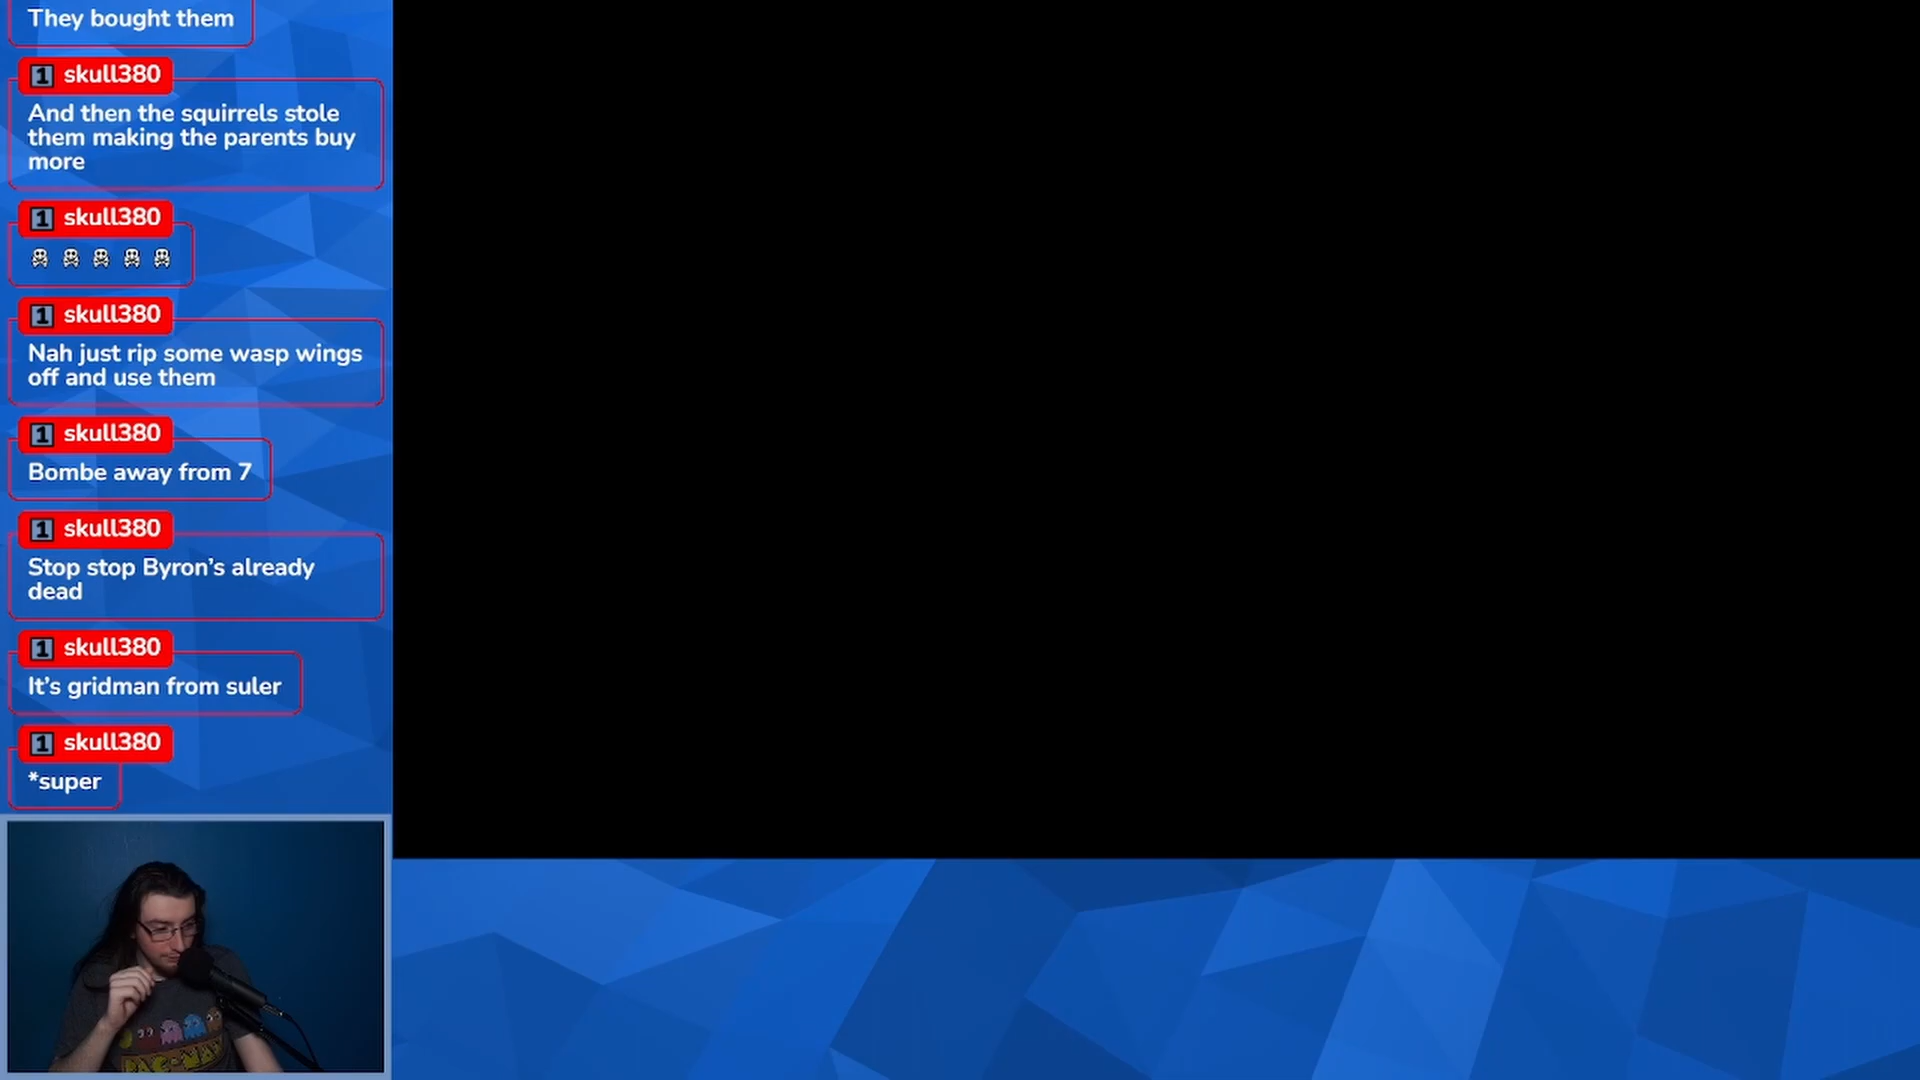 They bought them
1 skull380
And then the squirrels stole
them making the parents buy
more
1 skull380
☠ ☠ ☠ ☠ ☠
1 skull380
Nah just rip some wasp wings
off and use them
1 skull380
Bombe away from 7
1 skull380
Stop stop Byron’s already
dead
1 skull380
It’s gridman from suler
1 skull380
*super
PAC-MAN